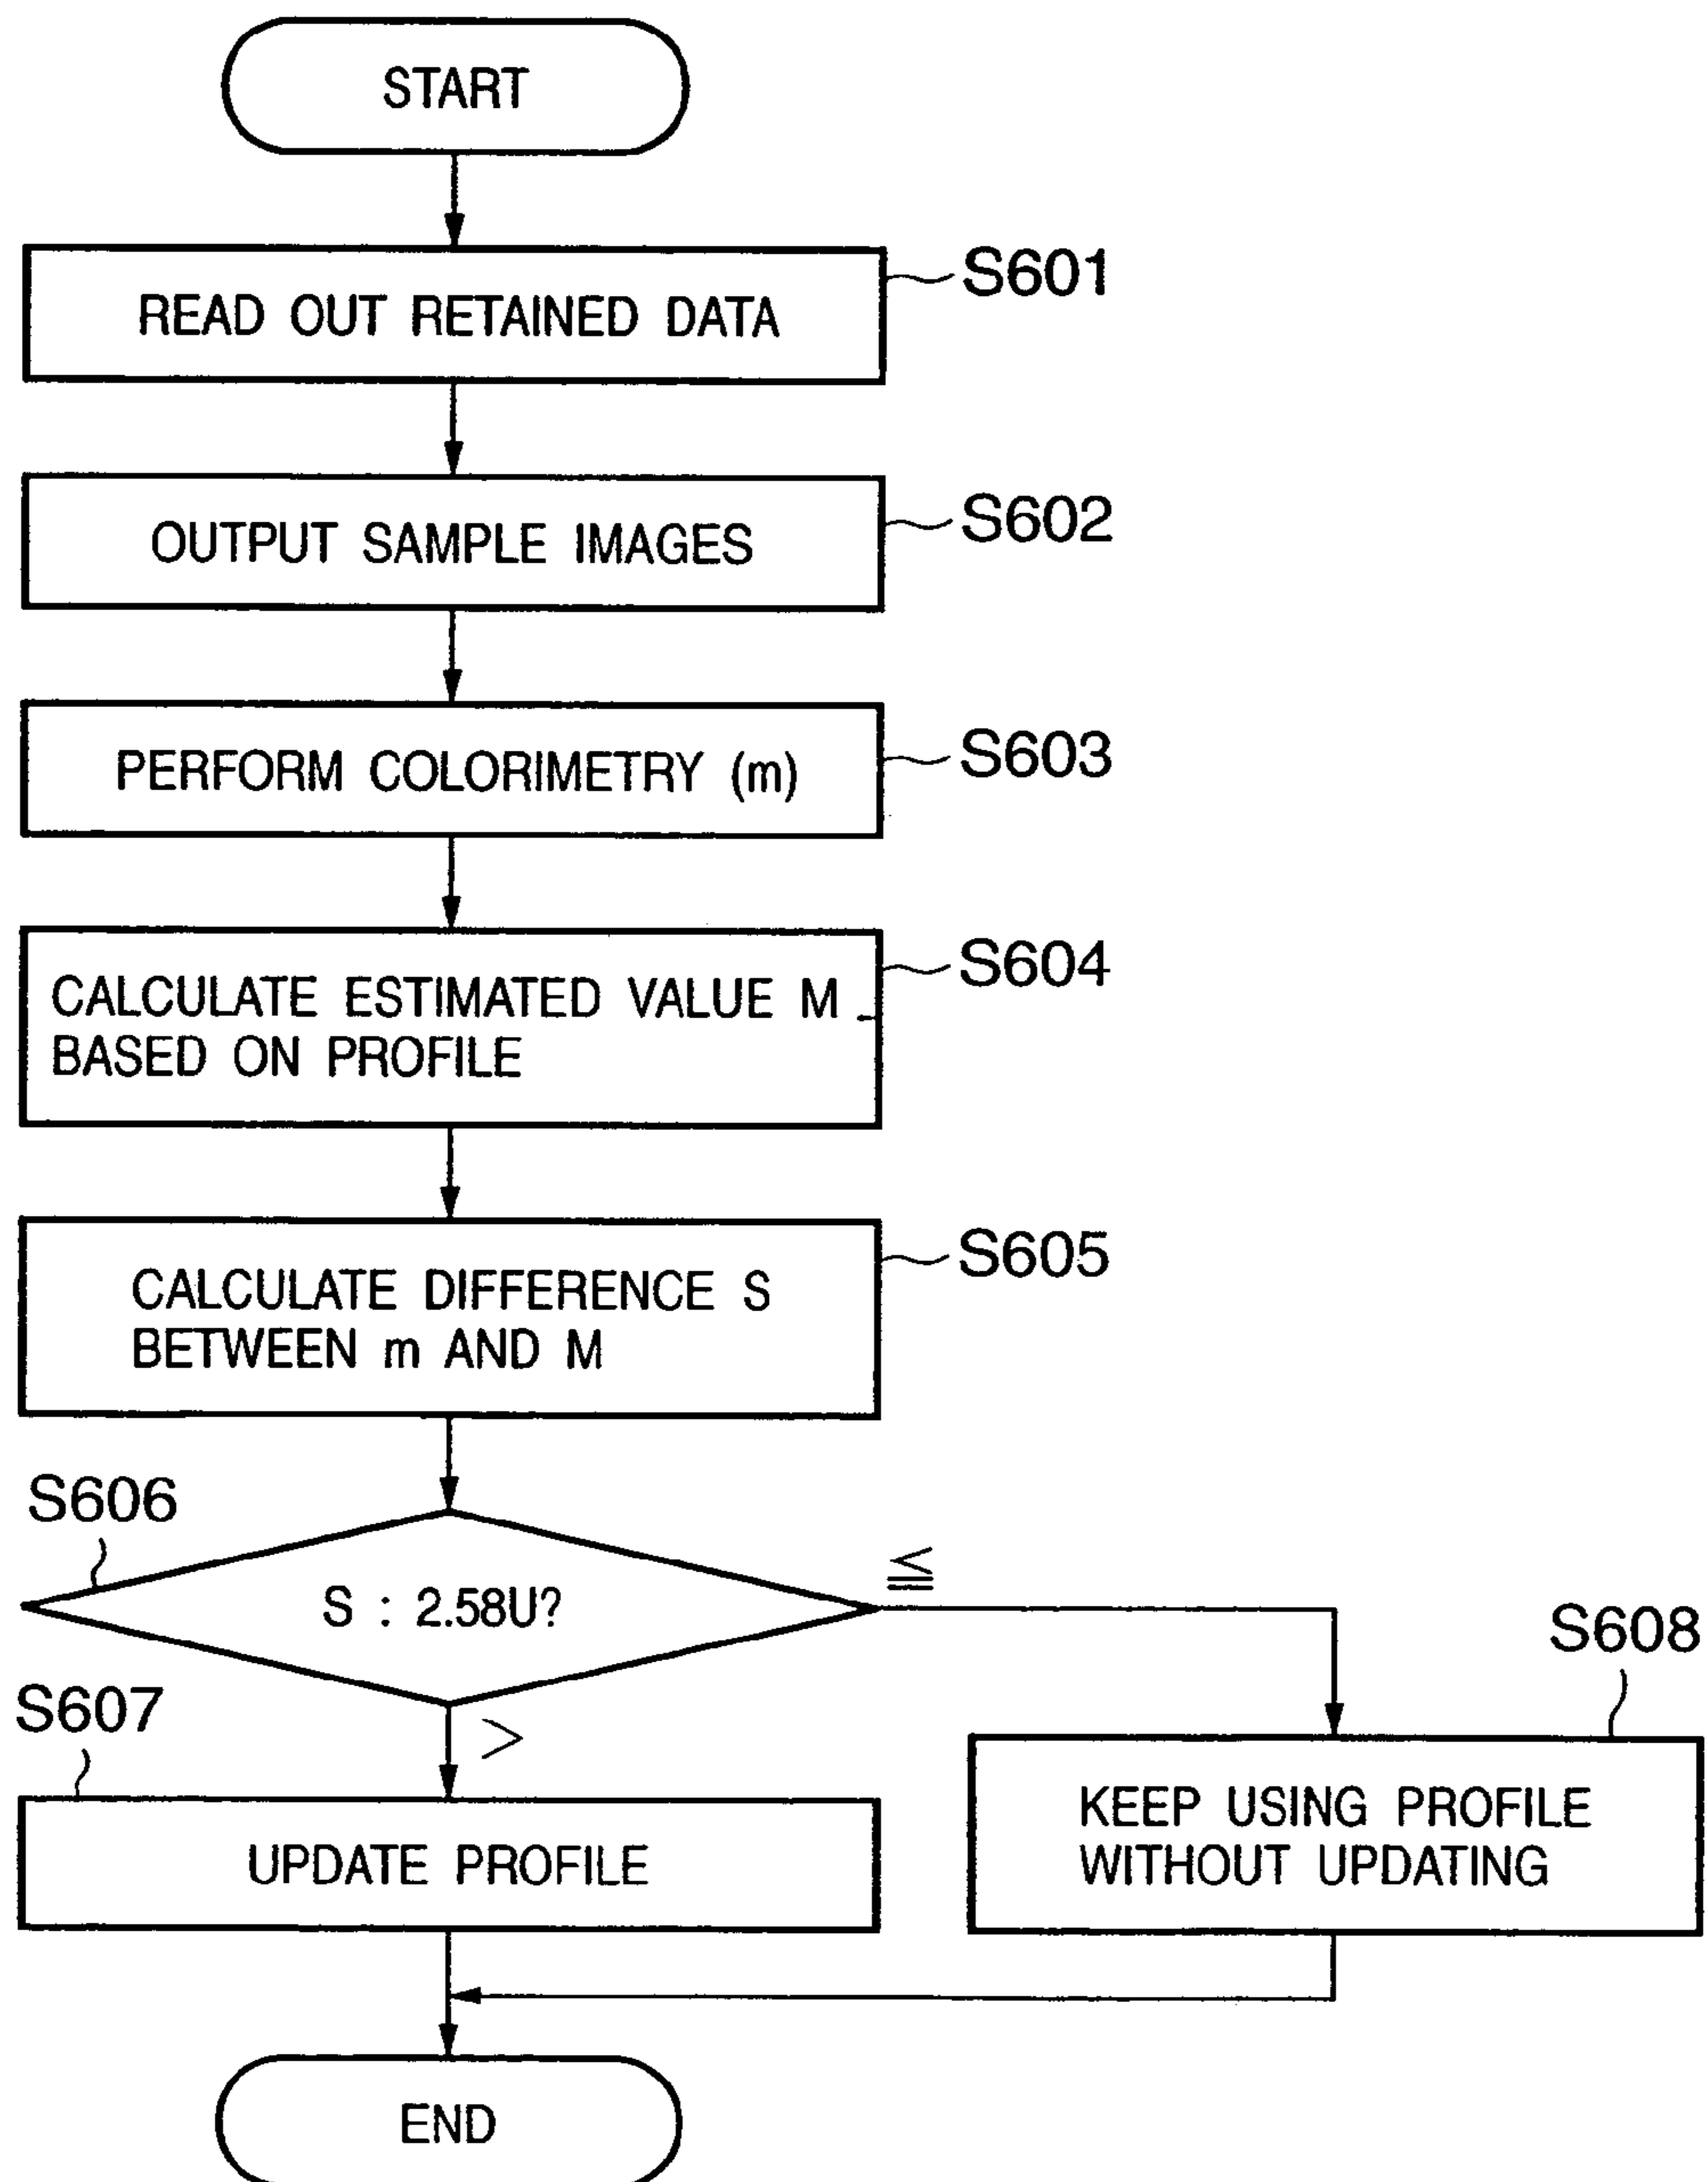 START
READ OUT RETAINED DATA
S601
OUTPUT SAMPLE IMAGES
S602
PERFORM COLORIMETRY (m)
S603
CALCULATE ESTIMATED VALUE M
BASED ON PROFILE
S604
CALCULATE DIFFERENCE S
BETWEEN m AND M
S605
S606
S : 2.58U?
≦
>
S607
UPDATE PROFILE
S608
KEEP USING PROFILE
WITHOUT UPDATING
END